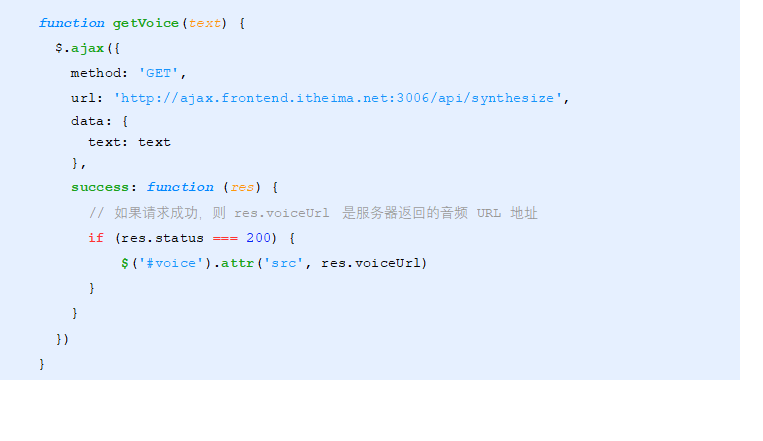 function getVoice(text) {
  $.ajax({
    method: 'GET',
    url: 'http://ajax.frontend.itheima.net:3006/api/synthesize',
    data: {
      text: text
    },
    success: function (res) {
      // 如果请求成功，则 res.voiceUrl 是服务器返回的音频 URL 地址
      if (res.status === 200) {
          $('#voice').attr('src', res.voiceUrl)
      }
    }
  })
}